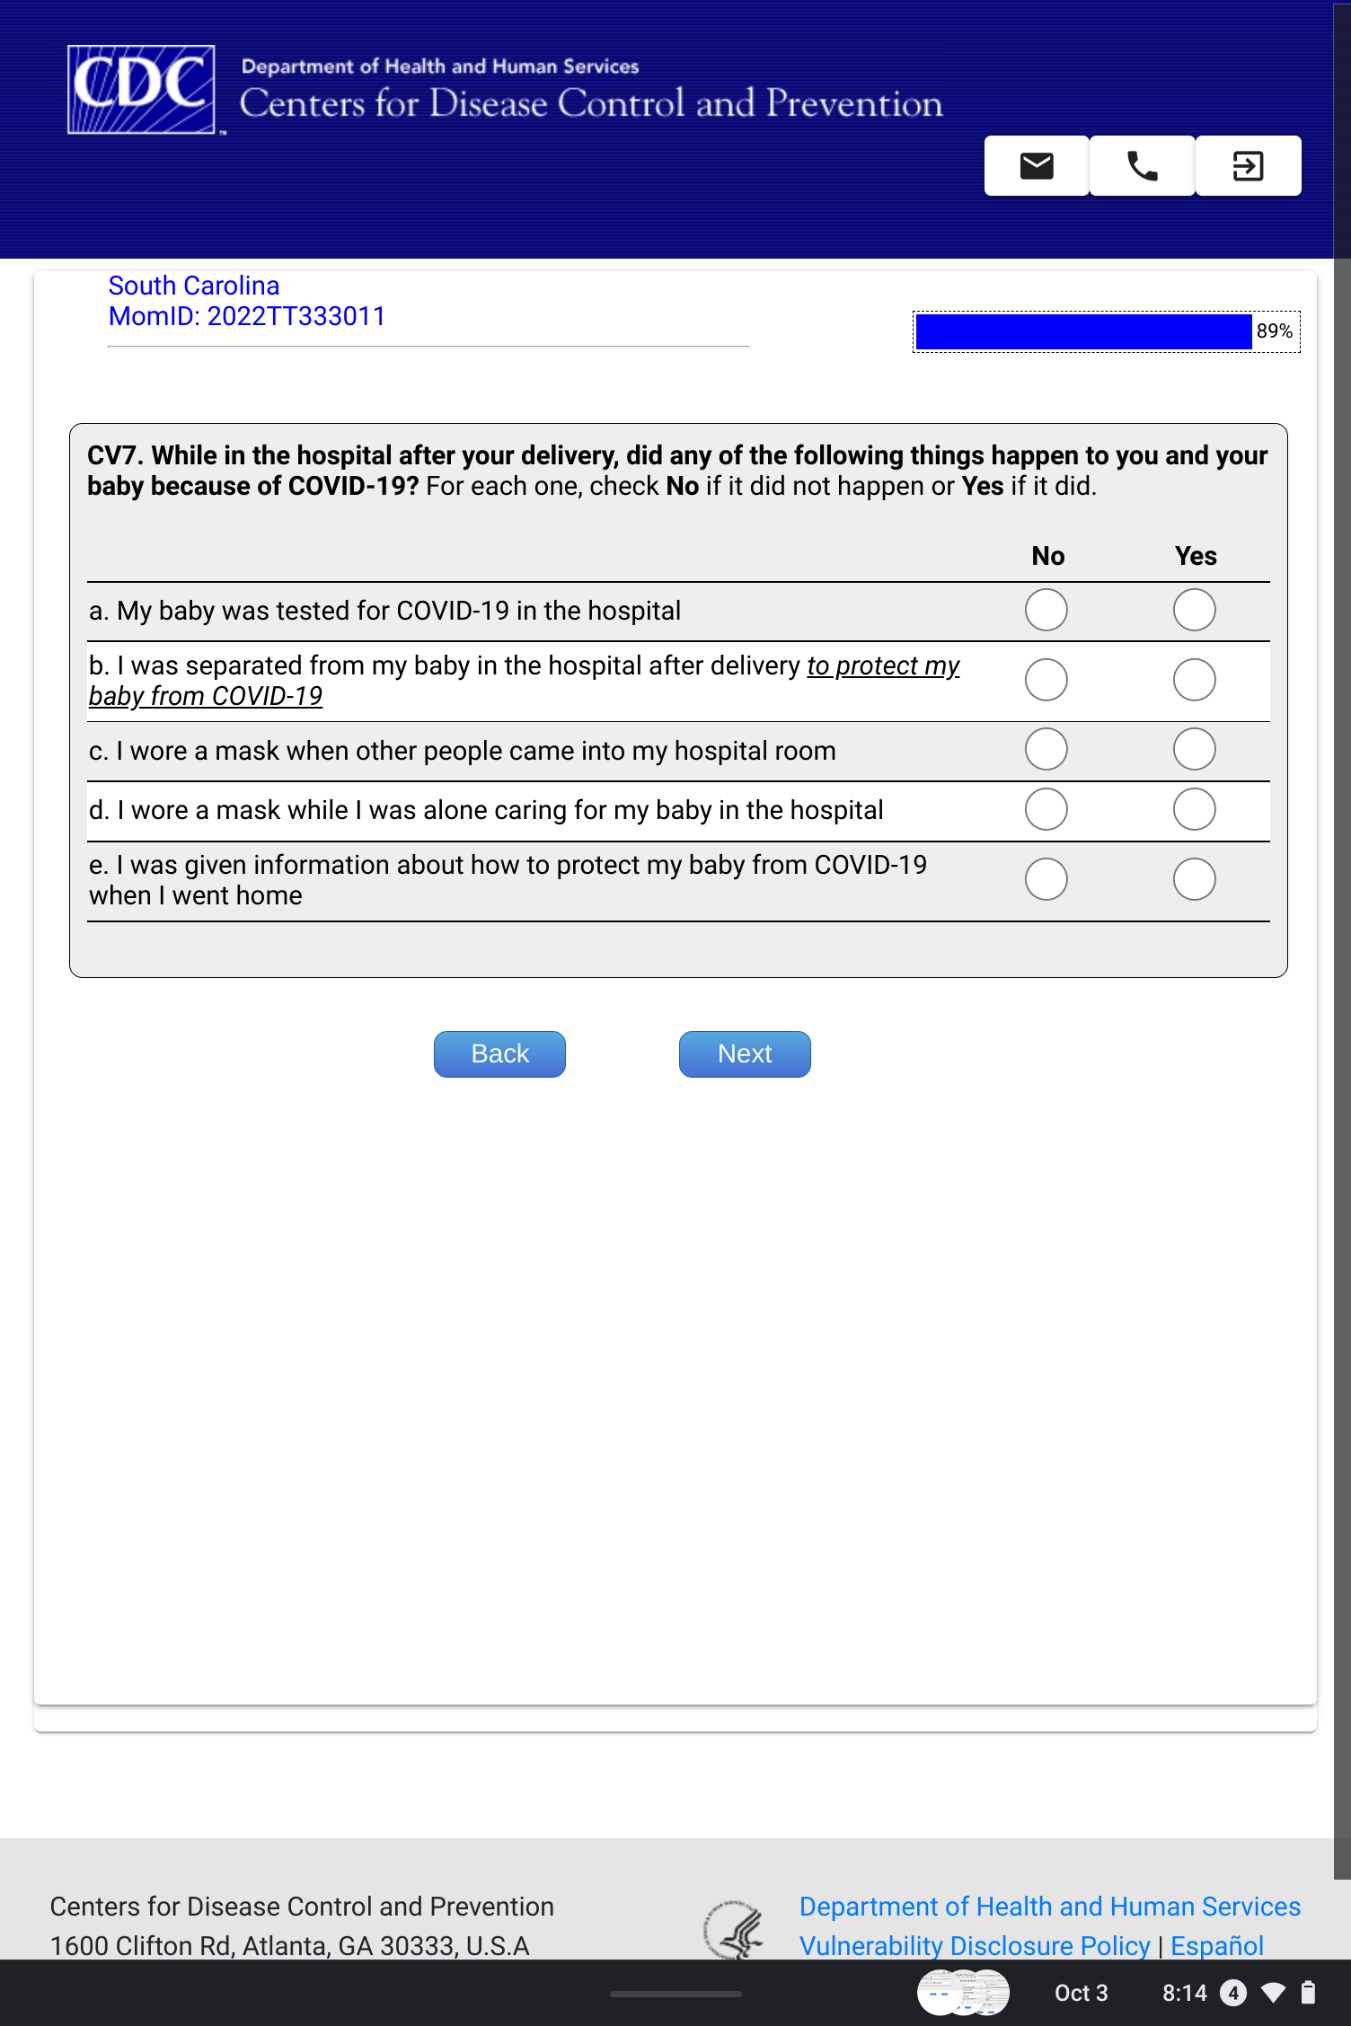 CDC
Department of Health and Human Services
Centers for Disease Control and Prevention
South Carolina
MomID: 2022TT333011
89%
CV7. While in the hospital after your delivery, did any of the following things happen to you and your
baby because of COVID-19? For each one, check No if it did not happen or Yes if it did.
No Yes
a. My baby was tested for COVID-19 in the hospital
b. I was separated from my baby in the hospital after delivery to protect my
baby from COVID-19
c. I wore a mask when other people came into my hospital room
d. I wore a mask while I was alone caring for my baby in the hospital
e. I was given information about how to protect my baby from COVID-19
when I went home
Back Next
Centers for Disease Control and Prevention
1600 Clifton Rd, Atlanta, GA 30333, U.S.A
Department of Health and Human Services
Vulnerability Disclosure Policy | Español
Oct 3 8:14 4